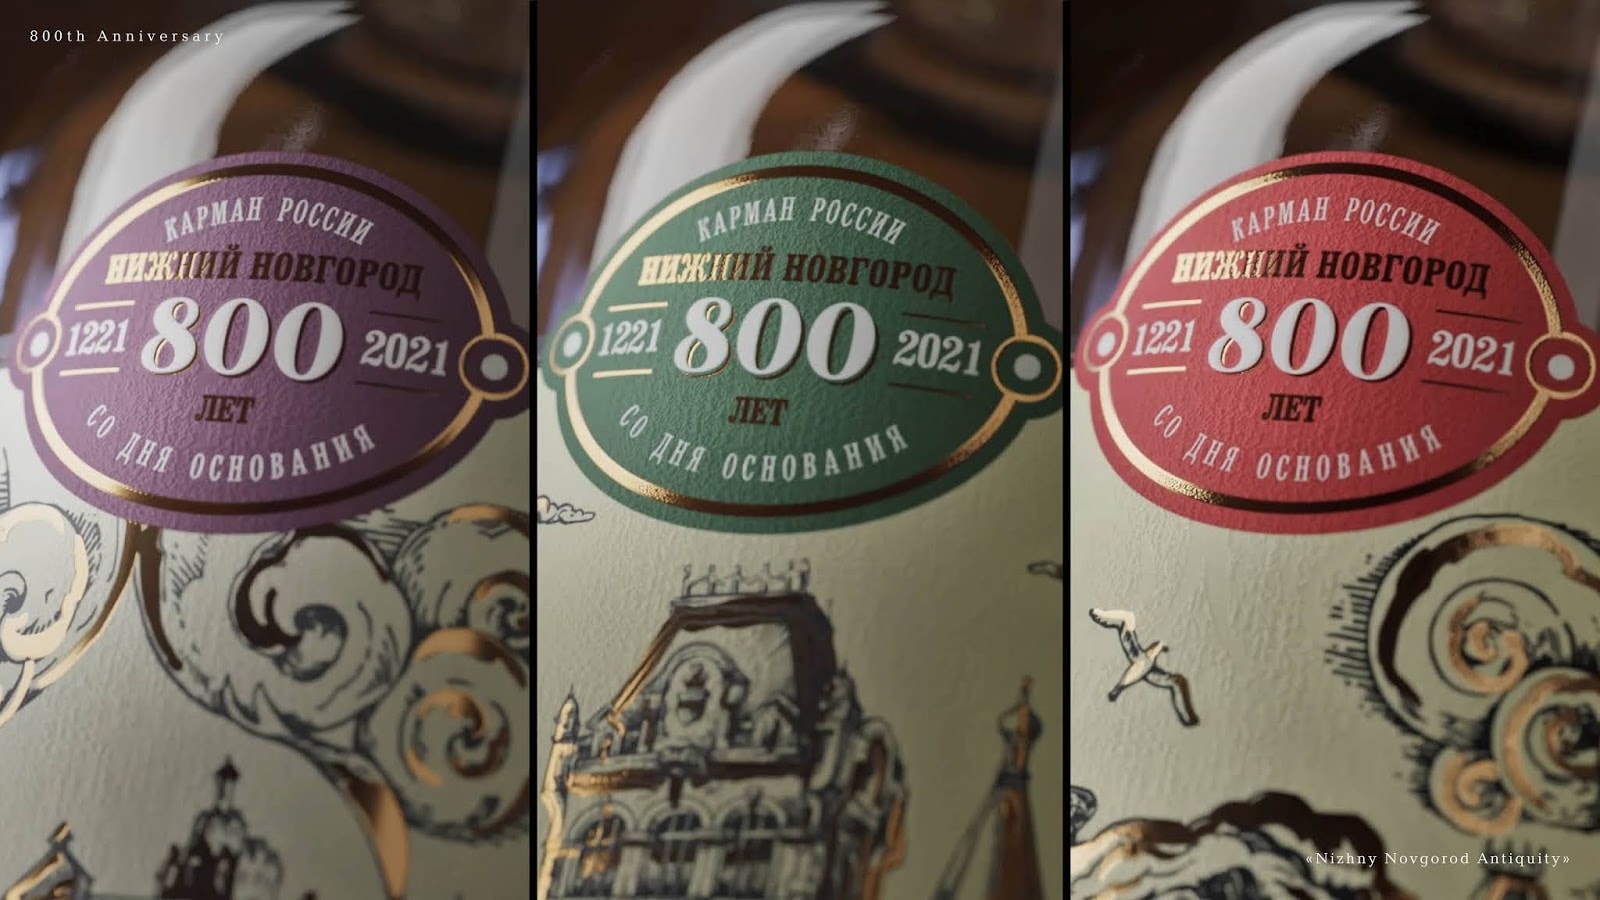 800th Anniversary
КАРМАН РОССИИ
НИЖНИЙ НОВГОРОД
1221 800 2021
ЛЕТ
СО ДНЯ ОСНОВАНИЯ
КАРМАН РОССИИ
НИЖНИЙ НОВГОРОД
1221 800 2021
ЛЕТ
СО ДНЯ ОСНОВАНИЯ
КАРМАН РОССИИ
НИЖНИЙ НОВГОРОД
1221 800 2021
ЛЕТ
СО ДНЯ ОСНОВАНИЯ
«Nizhny Novgorod Antiquity»